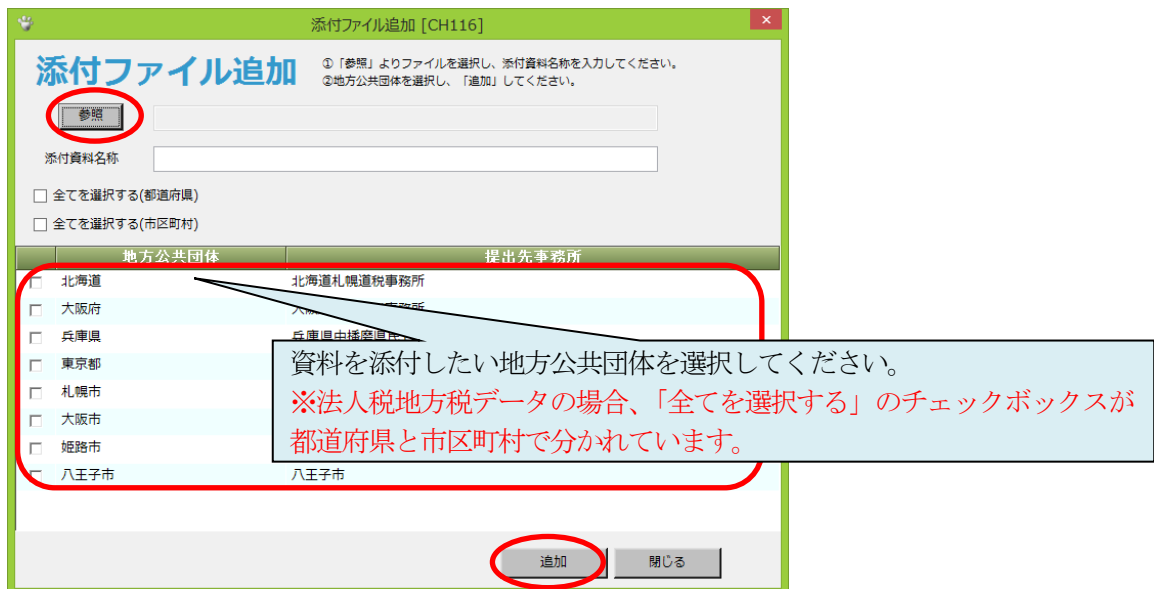 添付ファイル追加 [CH116]
添付ファイル追加
①「参照」よりファイルを選択し、添付資料名称を入力してください。
②地方公共団体を選択し、「追加」してください。
参照
添付資料名称
全てを選択する(都道府県)
全てを選択する(市区町村)
地方公共団体 提出先事務所
北海道 北海道札幌道税事務所
大阪府
兵庫県
東京都
札幌市
大阪市
姫路市
八王子市 八王子市
資料を添付したい地方公共団体を選択してください。
※法人税地方税データの場合、「全てを選択する」のチェックボックスが
都道府県と市区町村で分かれています。
追加 閉じる